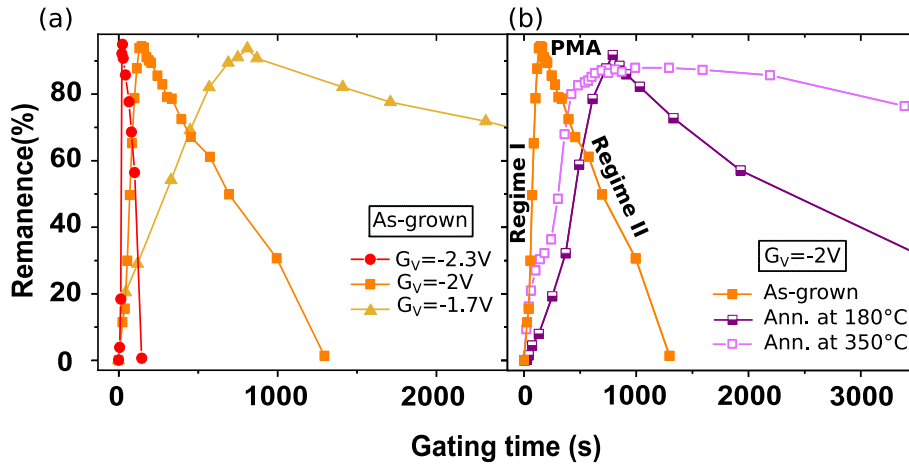 (a)
(b)
Remanence(%)
80
60
40
20
0
As-grown
G_V=-2.3V
G_V=-2V
G_V=-1.7V
0
1000
2000
PMA
Regime I
Regime II
G_V=-2V
As-grown
Ann. at 180°C
Ann. at 350°C
0
1000
2000
3000
Gating time (s)